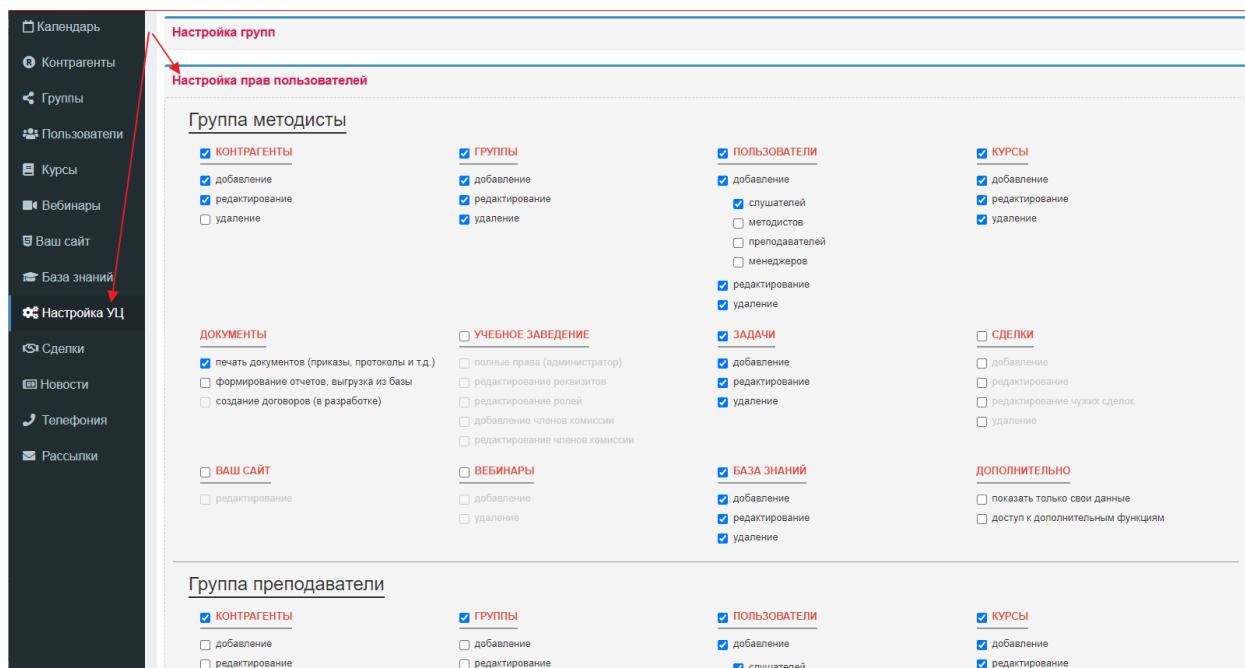 Календарь
Контрагенты
Группы
Пользователи
Курсы
Вебинары
Ваш сайт
База знаний
Настройка УЦ
Сделки
Новости
Телефония
Рассылки
Настройка групп
Настройка прав пользователей
Группа методисты
КОНТРАГЕНТЫ
добавление
редактирование
удаление
ГРУППЫ
добавление
редактирование
удаление
ПОЛЬЗОВАТЕЛИ
добавление
слушателей
методистов
преподавателей
менеджеров
редактирование
удаление
КУРСЫ
добавление
редактирование
удаление
ДОКУМЕНТЫ
печать документов (приказы, протоколы и т.д.)
формирование отчетов, выгрузка из базы
создание договоров (в разработке)
УЧЕБНОЕ ЗАВЕДЕНИЕ
полные права (администратор)
редактирование реквизитов
редактирование ролей
добавление членов комиссии
редактирование членов комиссии
ЗАДАЧИ
добавление
редактирование
удаление
СДЕЛКИ
добавление
редактирование
редактирование чужих сделок
удаление
ВАШ САЙТ
редактирование
ВЕБИНАРЫ
добавление
удаление
БАЗА ЗНАНИЙ
добавление
редактирование
удаление
ДОПОЛНИТЕЛЬНО
показать только свои данные
доступ к дополнительным функциям
Группа преподаватели
КОНТРАГЕНТЫ
добавление
редактирование
ГРУППЫ
добавление
редактирование
ПОЛЬЗОВАТЕЛИ
добавление
слушателей
КУРСЫ
добавление
редактирование